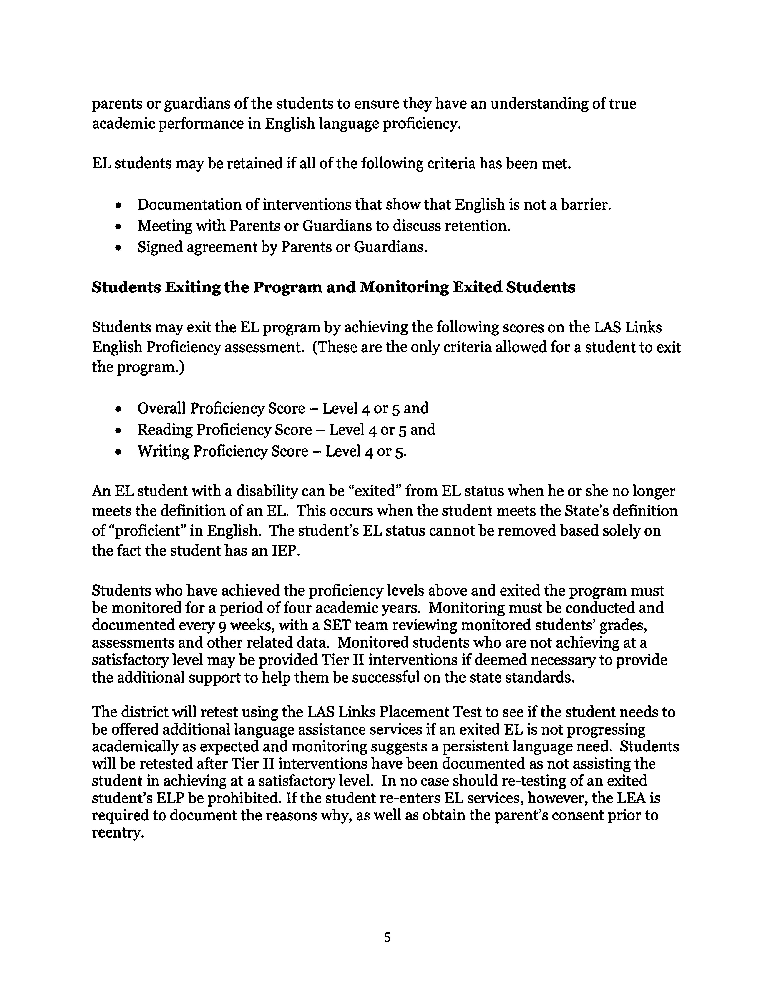 parents or guardians of the students to ensure they have an understanding of true
academic performance in English language proficiency.
EL students may be retained if all of the following criteria has been met.
• Documentation of interventions that show that English is not a barrier.
• Meeting with Parents or Guardians to discuss retention.
• Signed agreement by Parents or Guardians.
Students Exiting the Program and Monitoring Exited Students
Students may exit the EL program by achieving the following scores on the LAS Links
English Proficiency assessment.  (These are the only criteria allowed for a student to exit
the program.)
• Overall Proficiency Score – Level 4 or 5 and
• Reading Proficiency Score – Level 4 or 5 and
• Writing Proficiency Score – Level 4 or 5.
An EL student with a disability can be “exited” from EL status when he or she no longer
meets the definition of an EL.  This occurs when the student meets the State’s definition
of “proficient” in English.  The student’s EL status cannot be removed based solely on
the fact the student has an IEP.
Students who have achieved the proficiency levels above and exited the program must
be monitored for a period of four academic years.  Monitoring must be conducted and
documented every 9 weeks, with a SET team reviewing monitored students’ grades,
assessments and other related data.  Monitored students who are not achieving at a
satisfactory level may be provided Tier II interventions if deemed necessary to provide
the additional support to help them be successful on the state standards.
The district will retest using the LAS Links Placement Test to see if the student needs to
be offered additional language assistance services if an exited EL is not progressing
academically as expected and monitoring suggests a persistent language need.  Students
will be retested after Tier II interventions have been documented as not assisting the
student in achieving at a satisfactory level.  In no case should re-testing of an exited
student’s ELP be prohibited. If the student re-enters EL services, however, the LEA is
required to document the reasons why, as well as obtain the parent’s consent prior to
reentry.
5